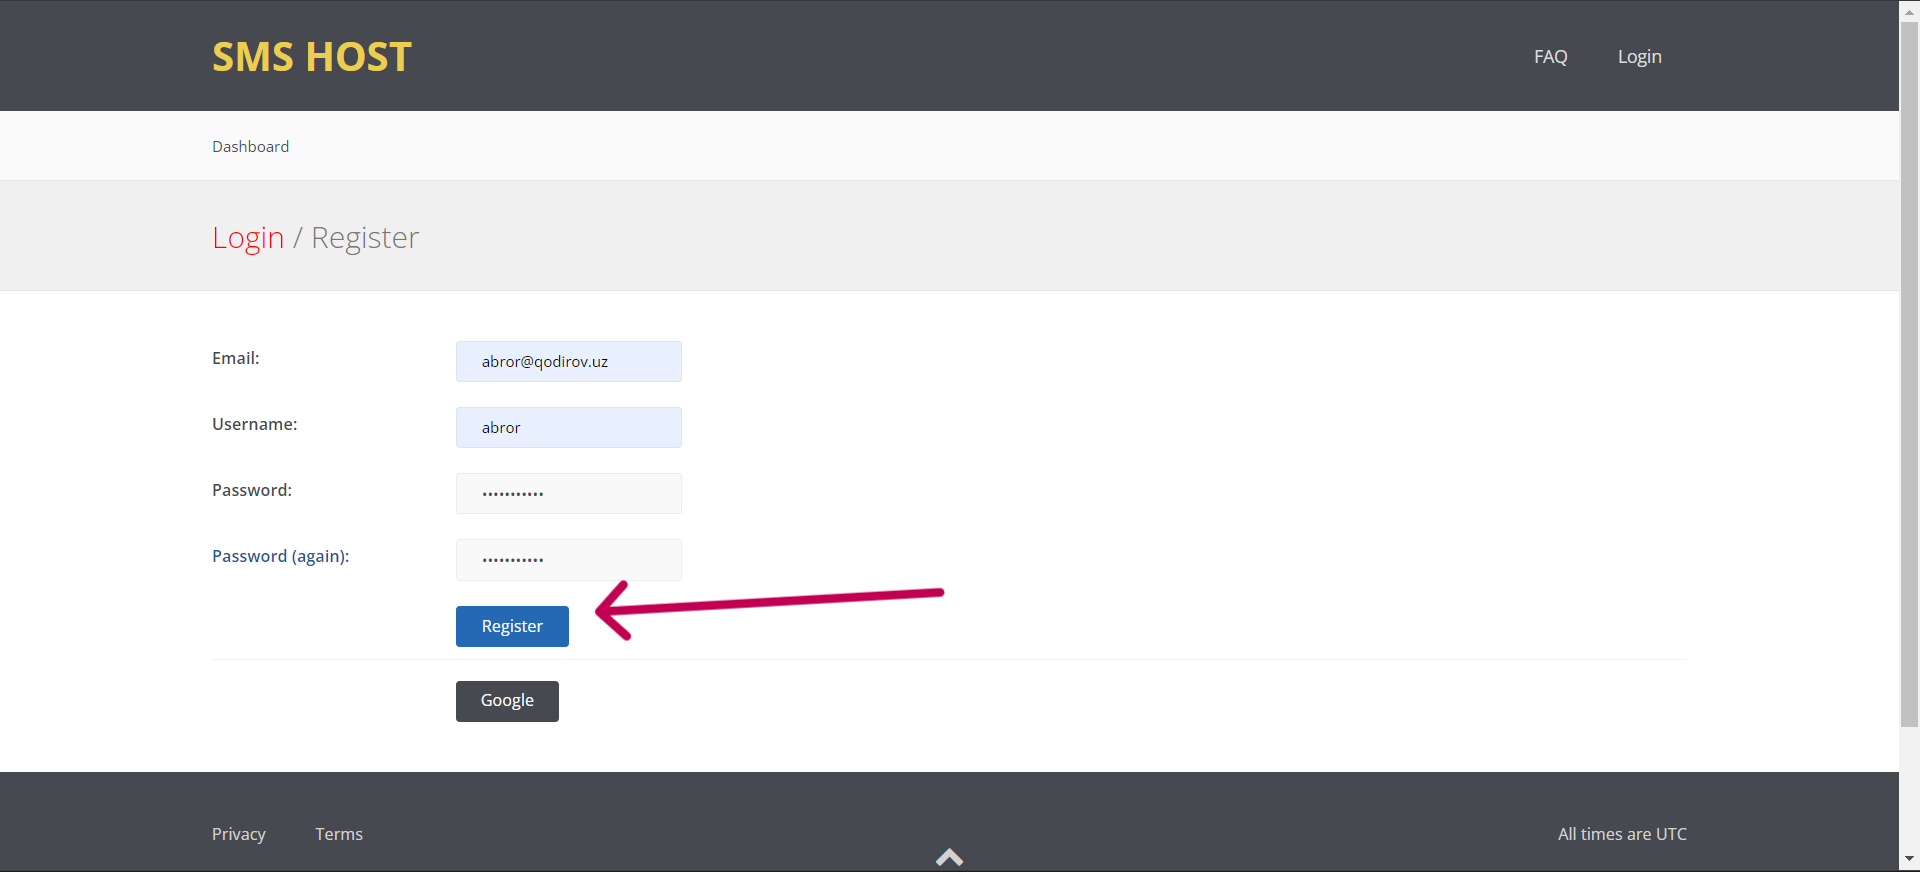 SMS HOST
FAQ Login
Dashboard
Login / Register
Email: abror@qodirov.uz
Username: abror
Password: •••••••••••
Password (again): •••••••••••
Register
Google
Privacy Terms All times are UTC